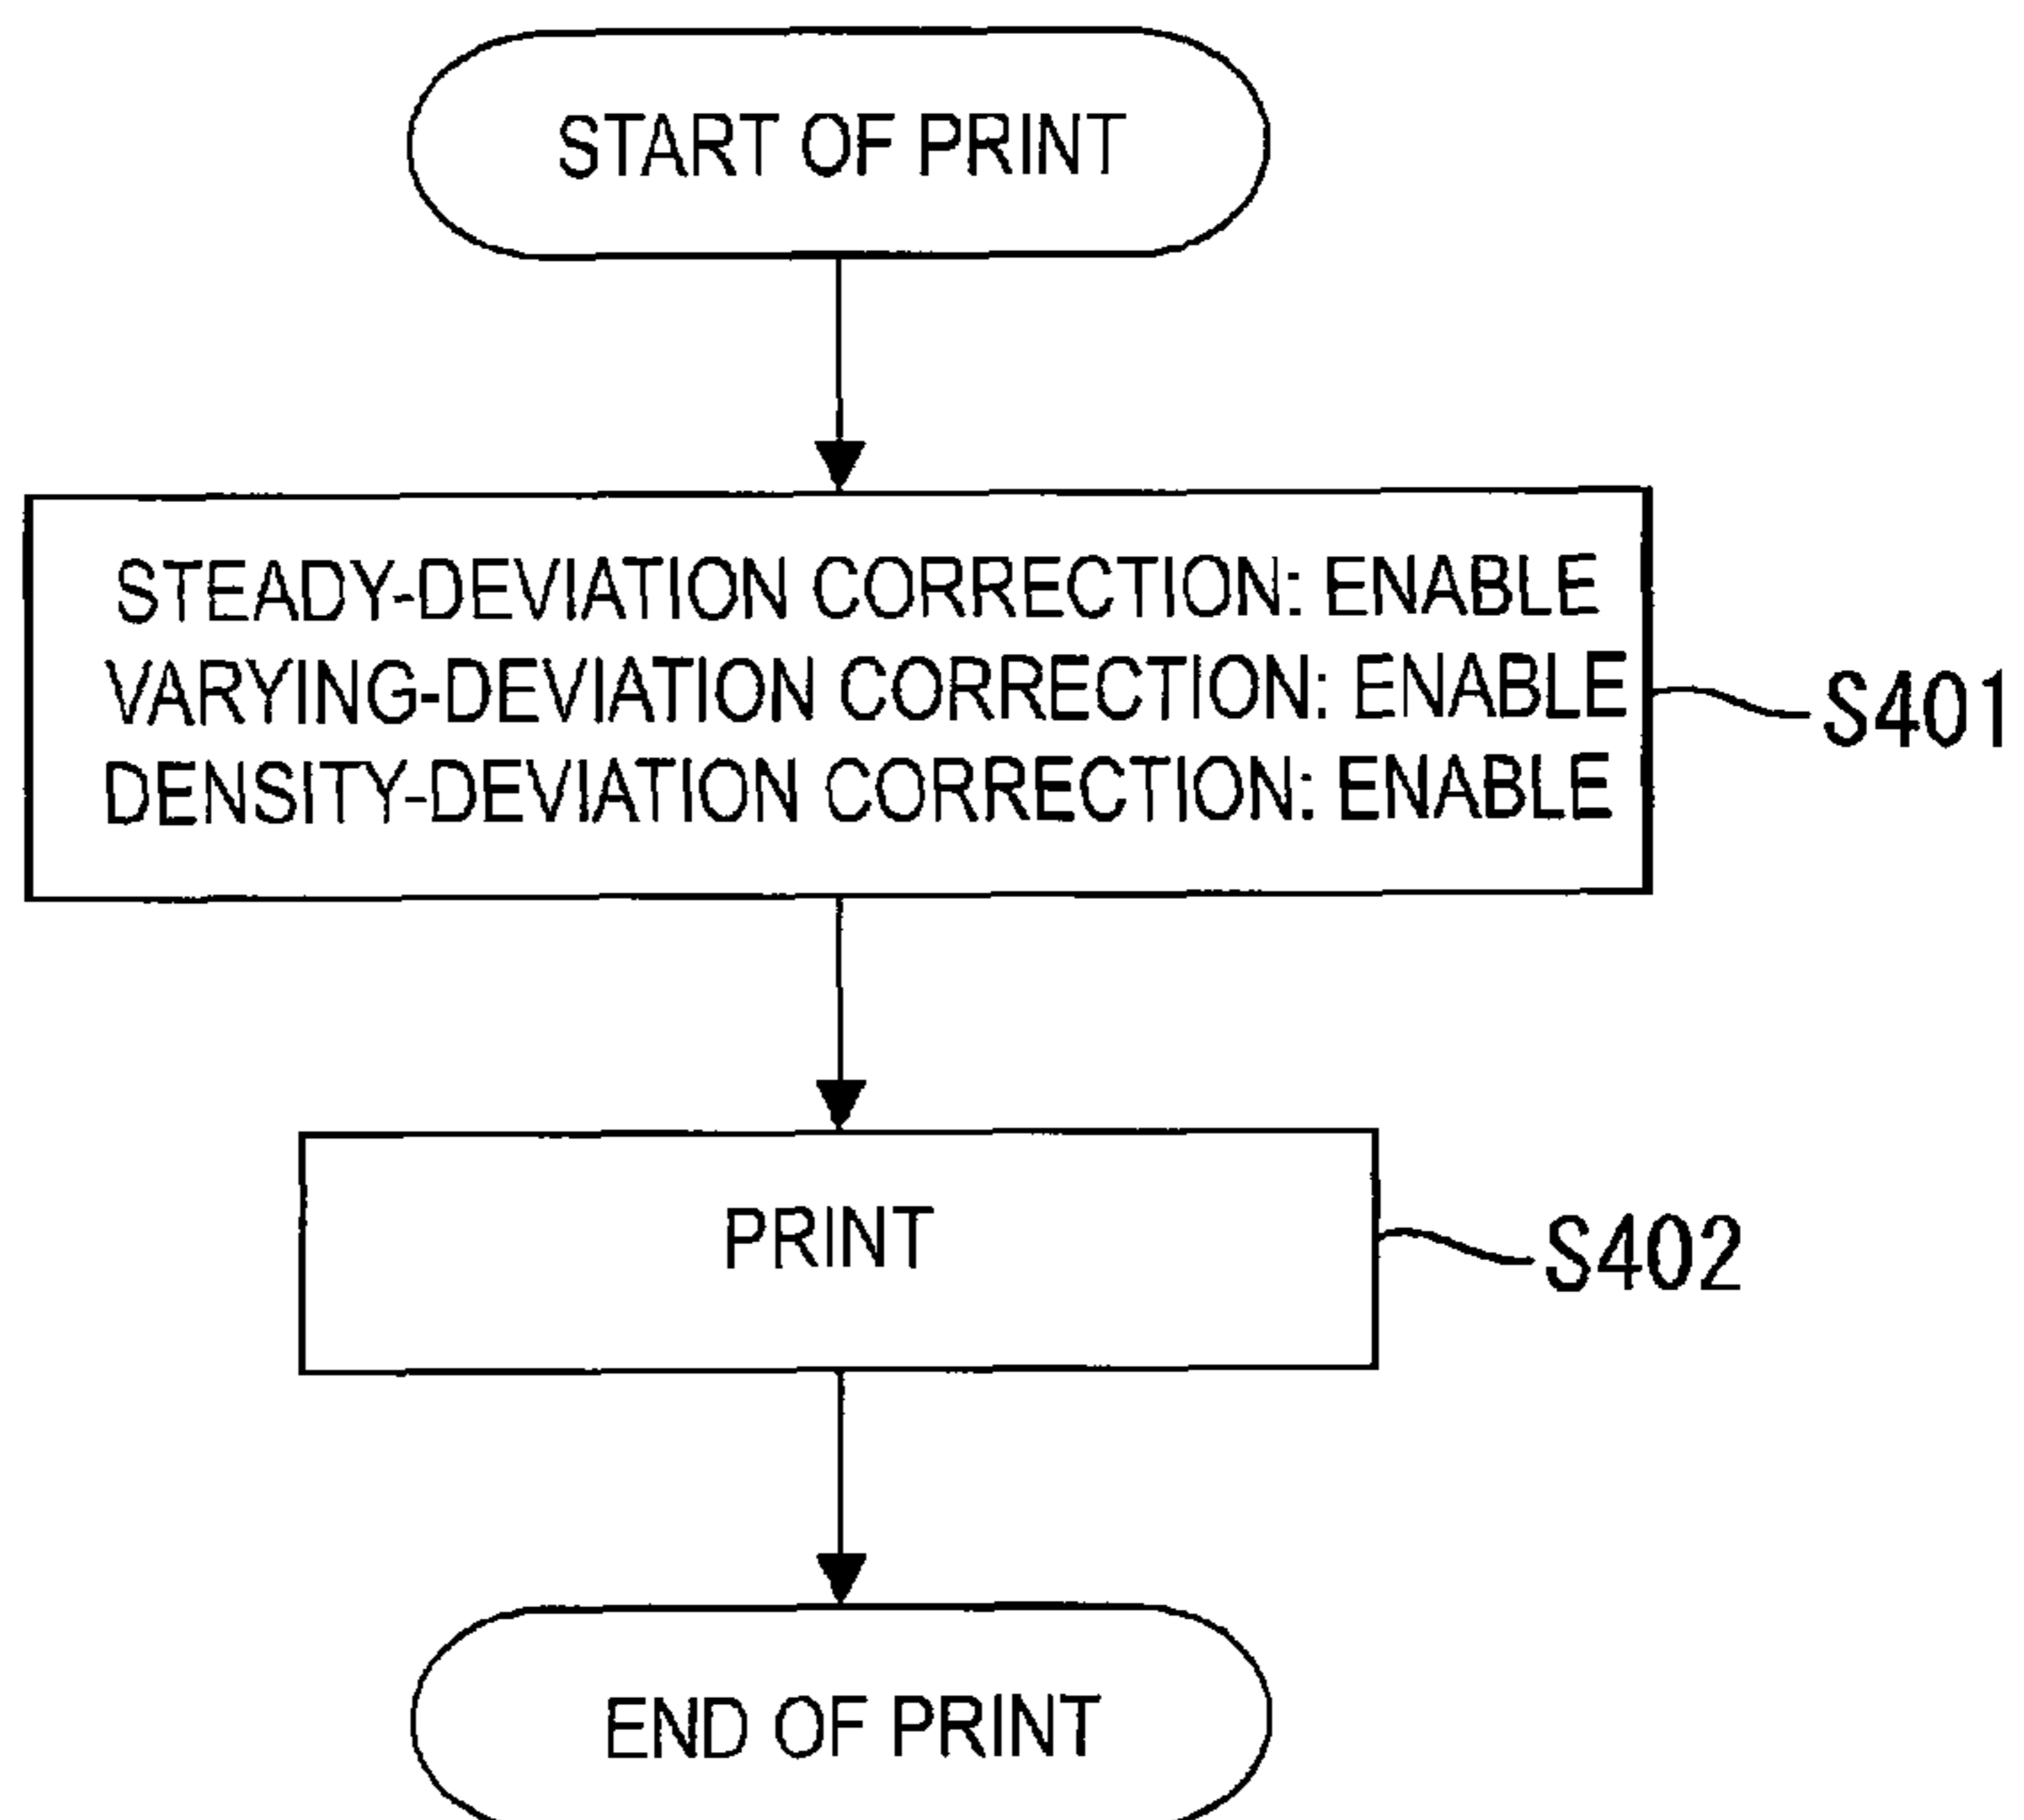 START OF PRINT
STEADY-DEVIATION CORRECTION: ENABLE
VARYING-DEVIATION CORRECTION: ENABLE
DENSITY-DEVIATION CORRECTION: ENABLE
S401
PRINT
S402
END OF PRINT